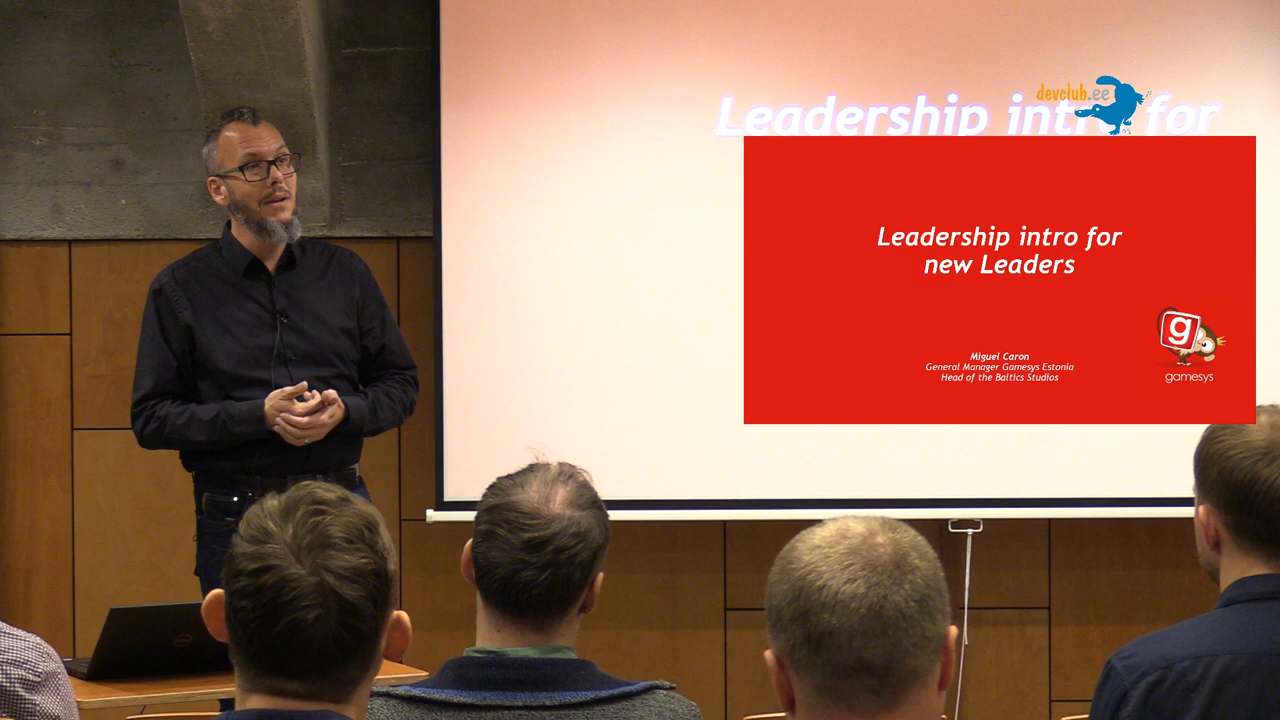 devclub.ee
Leadership intro for
Leadership intro for
new Leaders
Miguel Caron
General Manager Gamesys Estonia
Head of the Baltics Studios
g
gamesys